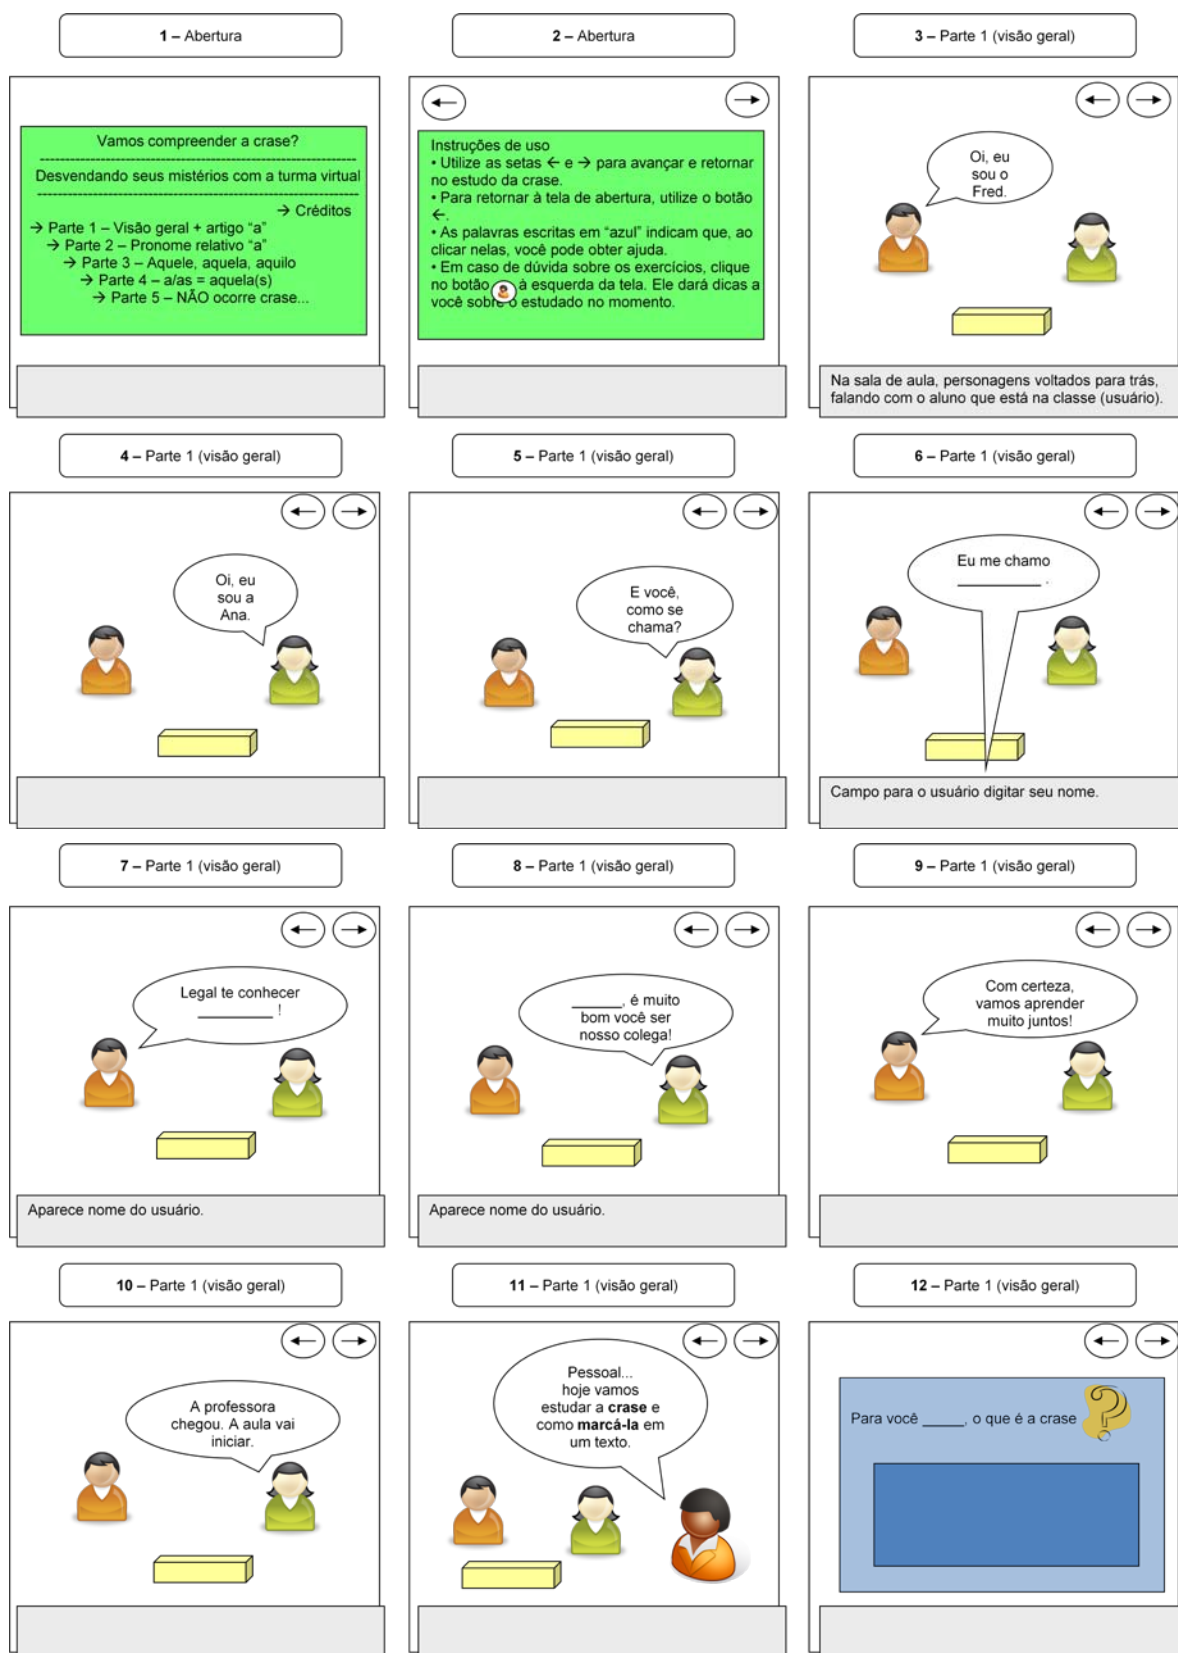 1 – Abertura
Vamos compreender a crase?
Desvendando seus mistérios com a turma virtual
→ Créditos
→ Parte 1 – Visão geral + artigo “a”
→ Parte 2 – Pronome relativo “a”
→ Parte 3 – Aquele, aquela, aquilo
→ Parte 4 – a/as = aquela(s)
→ Parte 5 – NÃO ocorre crase...
2 – Abertura
Instruções de uso
• Utilize as setas ← e → para avançar e retornar
no estudo da crase.
• Para retornar à tela de abertura, utilize o botão
←.
• As palavras escritas em “azul” indicam que, ao
clicar nelas, você pode obter ajuda.
• Em caso de dúvida sobre os exercícios, clique
no botão à esquerda da tela. Ele dará dicas a
você sobre o estudado no momento.
3 – Parte 1 (visão geral)
Oi, eu
sou o
Fred.
Na sala de aula, personagens voltados para trás,
falando com o aluno que está na classe (usuário).
4 – Parte 1 (visão geral)
Oi, eu
sou a
Ana.
5 – Parte 1 (visão geral)
E você,
como se
chama?
6 – Parte 1 (visão geral)
Eu me chamo
___________ .
Campo para o usuário digitar seu nome.
7 – Parte 1 (visão geral)
Legal te conhecer
__________ !
Aparece nome do usuário.
8 – Parte 1 (visão geral)
_______, é muito
bom você ser
nosso colega!
Aparece nome do usuário.
9 – Parte 1 (visão geral)
Com certeza,
vamos aprender
muito juntos!
10 – Parte 1 (visão geral)
A professora
chegou. A aula vai
iniciar.
11 – Parte 1 (visão geral)
Pessoal...
hoje vamos
estudar a crase e
como marcá-la em
um texto.
12 – Parte 1 (visão geral)
Para você _____, o que é a crase ?